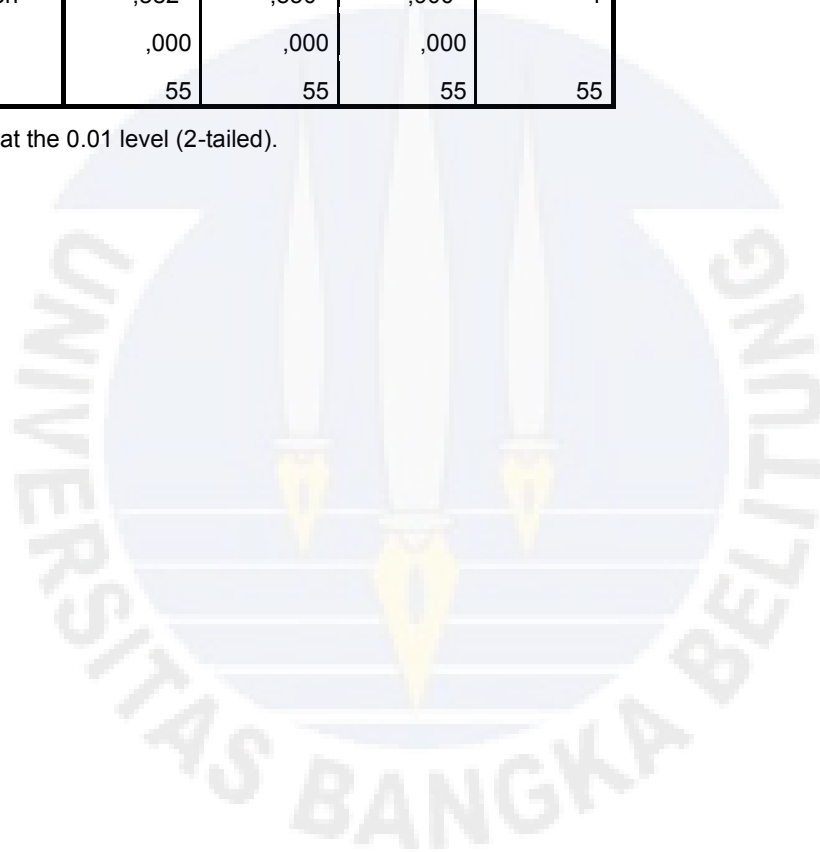 ,000 ,000 ,000
55 55 55 55
at the 0.01 level (2-tailed).
UNIVERSITAS BANGKA BELITUNG